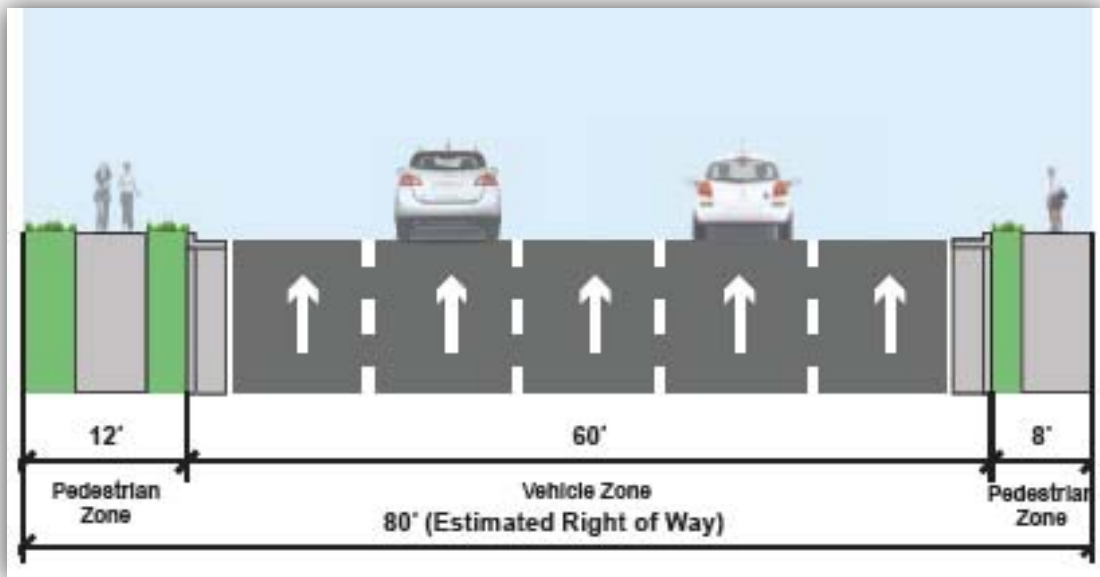 12'
60'
8'
Pedestrian
Zone
Vehicle Zone
Pedestrian
Zone
80' (Estimated Right of Way)